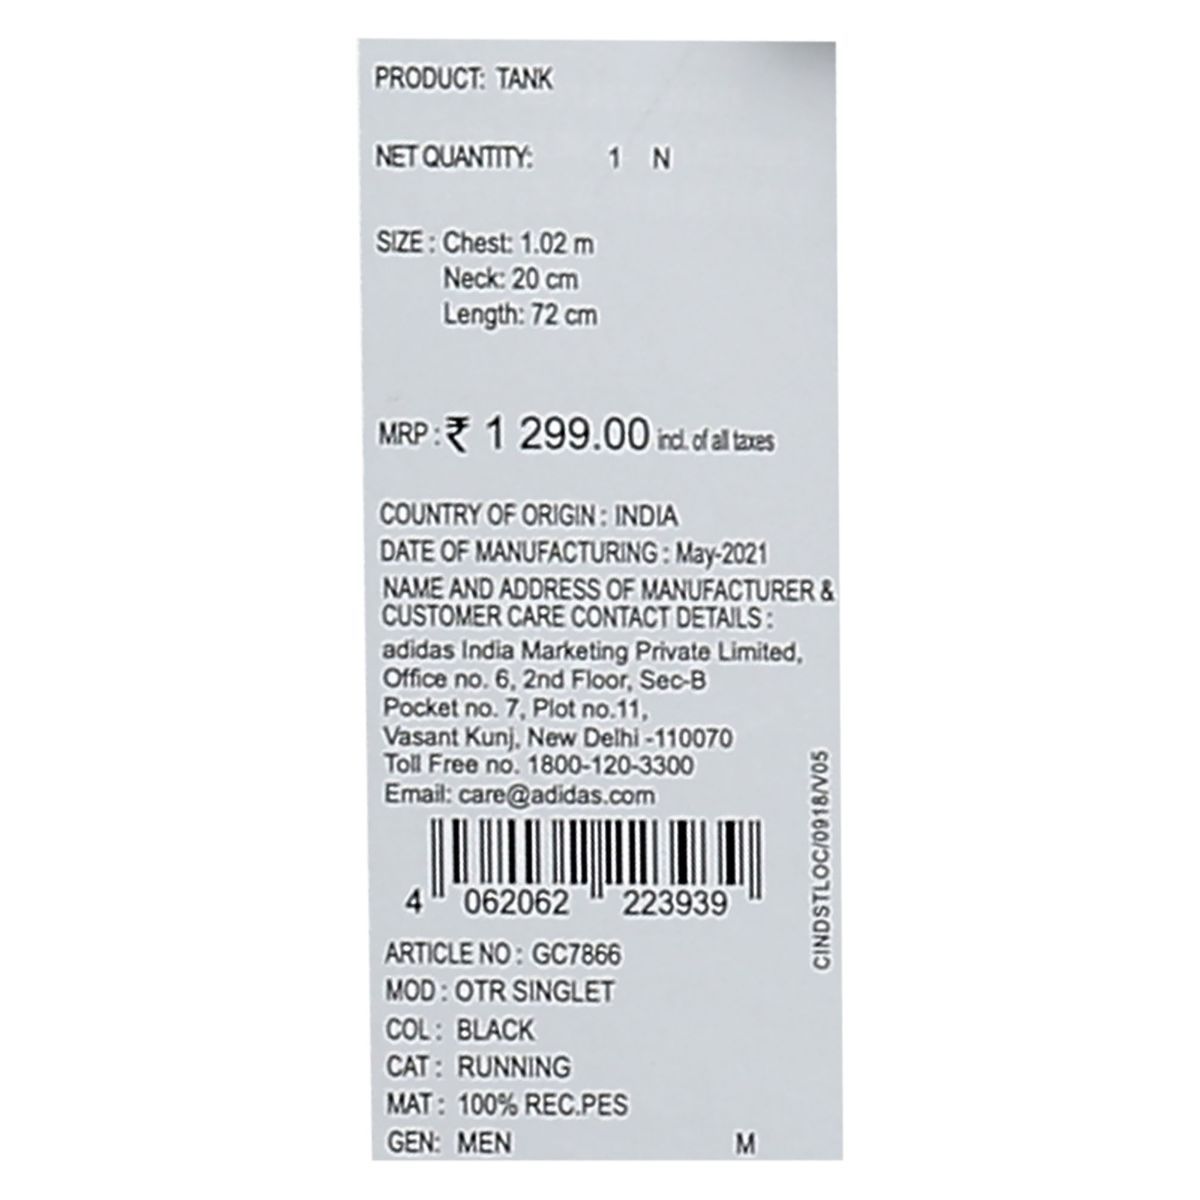 PRODUCT: TANK
NET QUANTITY: 1 N
SIZE : Chest: 1.02 m
Neck: 20 cm
Length: 72 cm
MRP : ₹ 1 299.00 incl. of all taxes
COUNTRY OF ORIGIN : INDIA
DATE OF MANUFACTURING : May-2021
NAME AND ADDRESS OF MANUFACTURER &
CUSTOMER CARE CONTACT DETAILS :
adidas India Marketing Private Limited,
Office no. 6, 2nd Floor, Sec-B
Pocket no. 7, Plot no.11,
Vasant Kunj, New Delhi -110070
Toll Free no. 1800-120-3300
Email: care@adidas.com
4 062062 223939
ARTICLE NO : GC7866
MOD : OTR SINGLET
COL : BLACK
CAT : RUNNING
MAT : 100% REC.PES
GEN: MEN M
CINDSTLOC/0918/V05